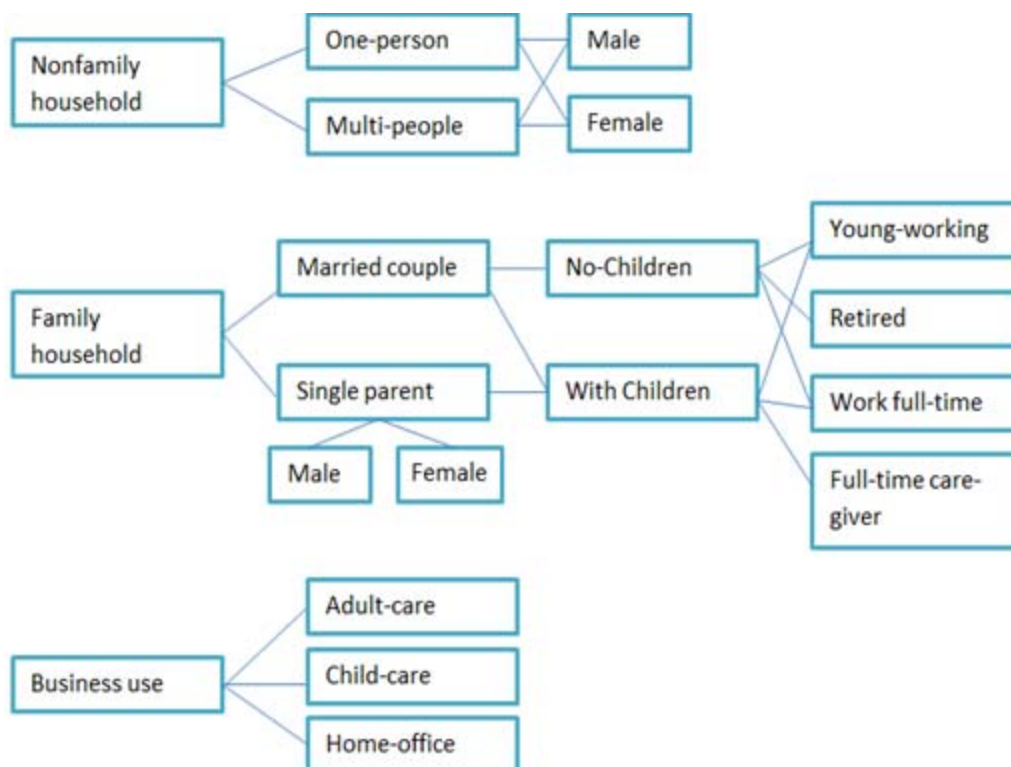 One-person
Male
Nonfamily
household
Multi-people
Female
Young-working
Married couple
No-Children
Family
household
Retired
Single parent
With Children
Work full-time
Male
Female
Full-time care-
giver
Adult-care
Business use
Child-care
Home-office